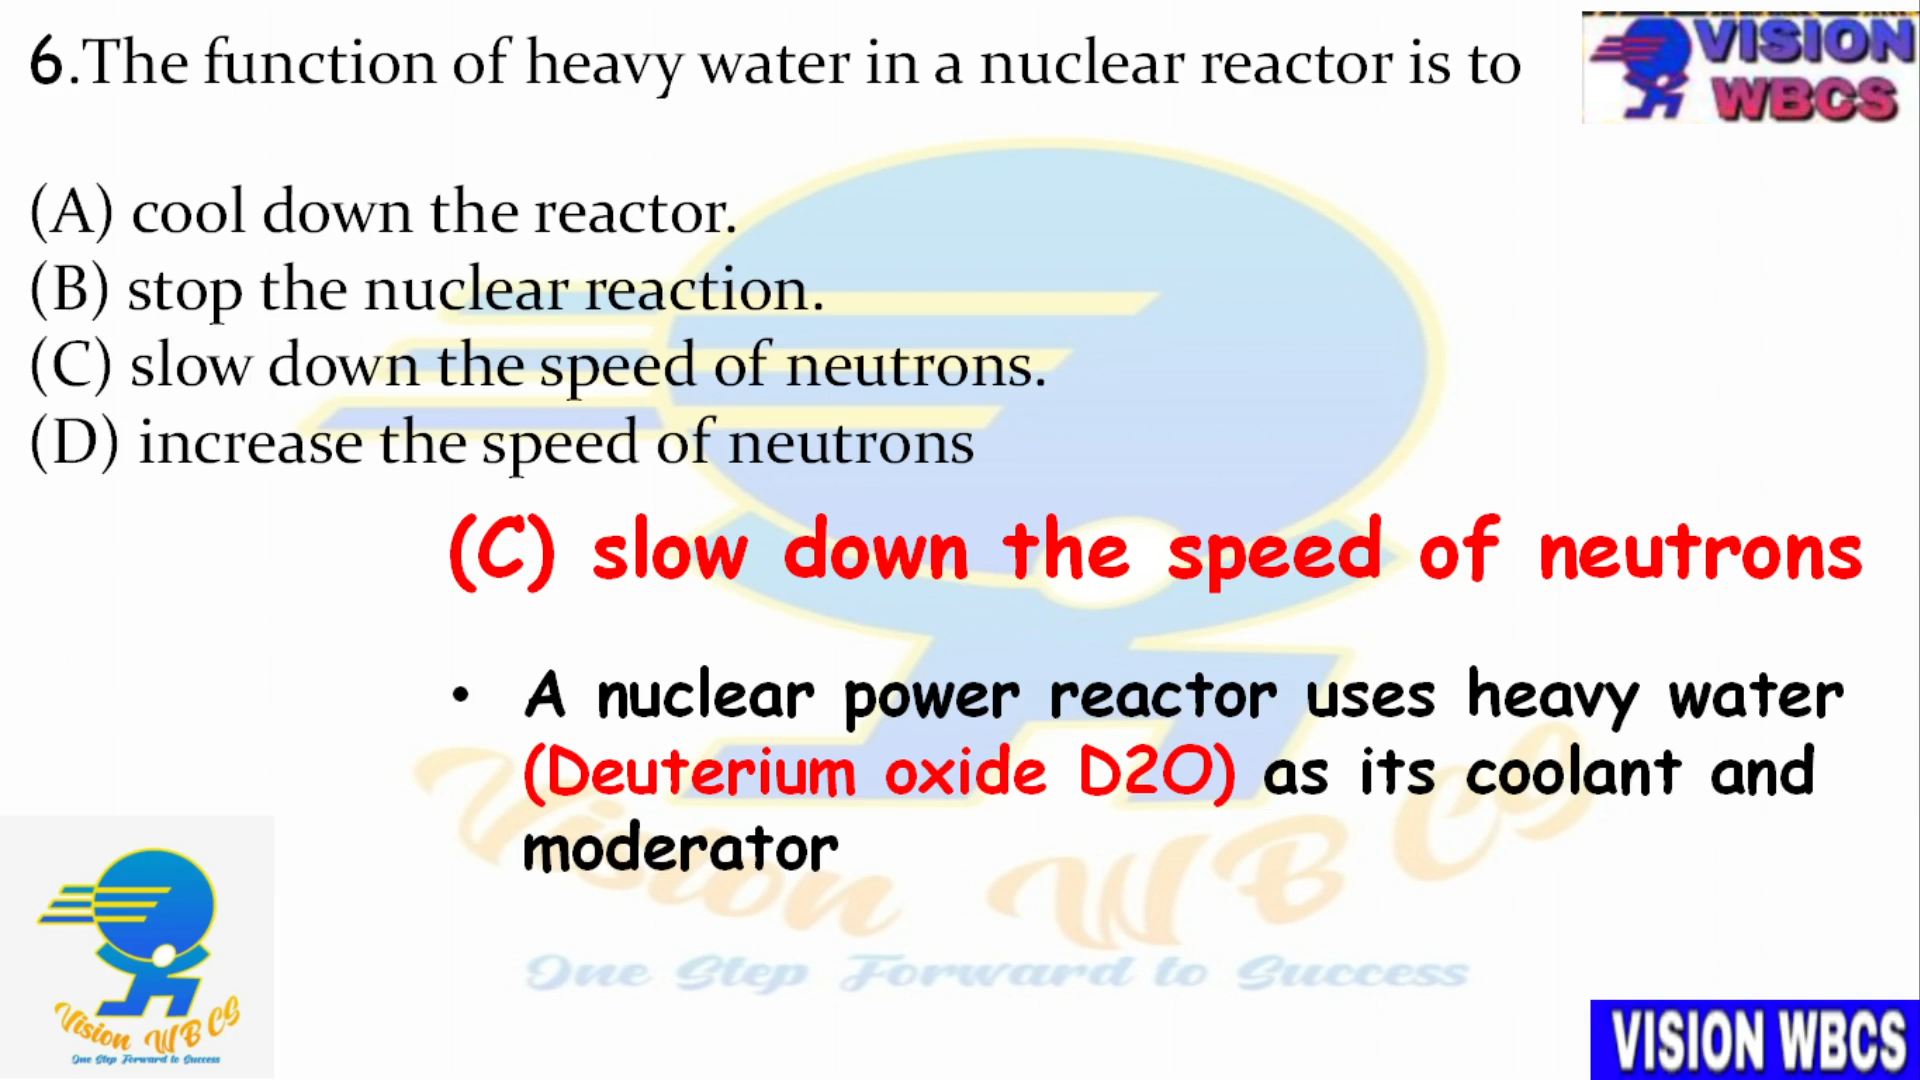 6.The function of heavy water in a nuclear reactor is to
VISION
WBCS
(A) cool down the reactor.
(B) stop the nuclear reaction.
(C) slow down the speed of neutrons.
(D) increase the speed of neutrons
(C) slow down the speed of neutrons
• A nuclear power reactor uses heavy water
(Deuterium oxide D2O) as its coolant and
moderator
Vision WBCS
One Step Forward to Success
Vision WBCS
One Step Forward to Success
VISION WBCS